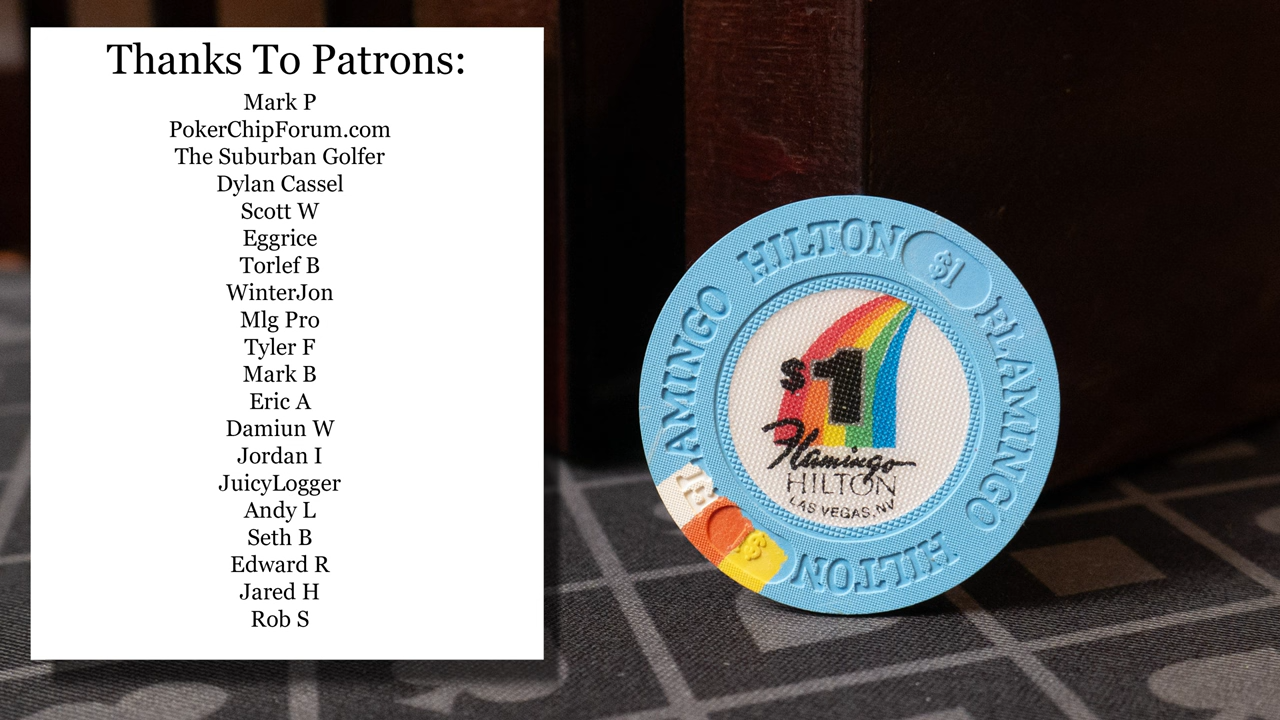 Thanks To Patrons:
Mark P
PokerChipForum.com
The Suburban Golfer
Dylan Cassel
Scott W
Eggrice
Torlef B
WinterJon
Mlg Pro
Tyler F
Mark B
Eric A
Damiun W
Jordan I
JuicyLogger
Andy L
Seth B
Edward R
Jared H
Rob S
FLAMINGO HILTON
$1
FLAMINGO HILTON
$1
$1
Flamingo
HILTON
LAS VEGAS, NV